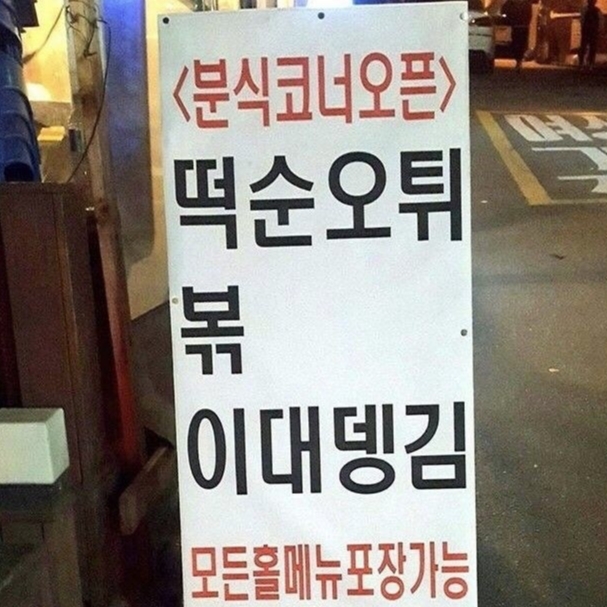 <분식코너오픈>
떡순오튀
볶
이대뎅김
모든홀메뉴포장가능